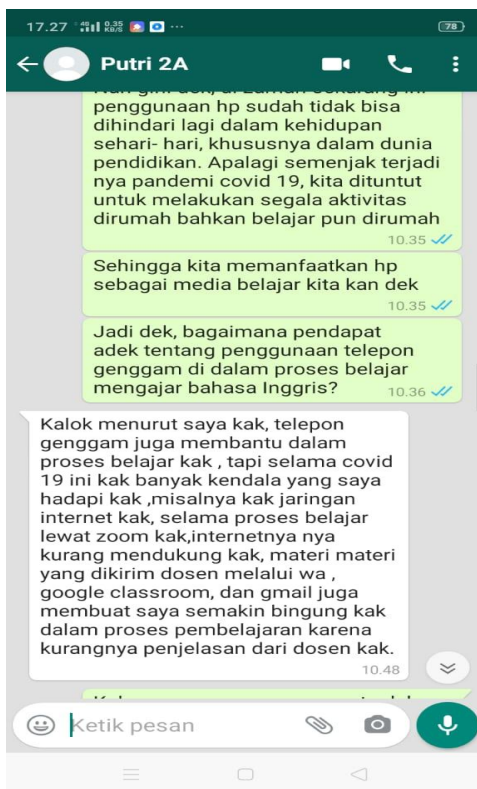 17.27 0.35 KB/S ... 78
Putri 2A
penggunaan hp sudah tidak bisa
dihindari lagi dalam kehidupan
sehari- hari, khususnya dalam dunia
pendidikan. Apalagi semenjak terjadi
nya pandemi covid 19, kita dituntut
untuk melakukan segala aktivitas
dirumah bahkan belajar pun dirumah
10.35
Sehingga kita memanfaatkan hp
sebagai media belajar kita kan dek
10.35
Jadi dek, bagaimana pendapat
adek tentang penggunaan telepon
genggam di dalam proses belajar
mengajar bahasa Inggris?
10.36
Kalok menurut saya kak, telepon
genggam juga membantu dalam
proses belajar kak , tapi selama covid
19 ini kak banyak kendala yang saya
hadapi kak ,misalnya kak jaringan
internet kak, selama proses belajar
lewat zoom kak,internetnya nya
kurang mendukung kak, materi materi
yang dikirim dosen melalui wa ,
google classroom, dan gmail juga
membuat saya semakin bingung kak
dalam proses pembelajaran karena
kurangnya penjelasan dari dosen kak.
10.48
Ketik pesan